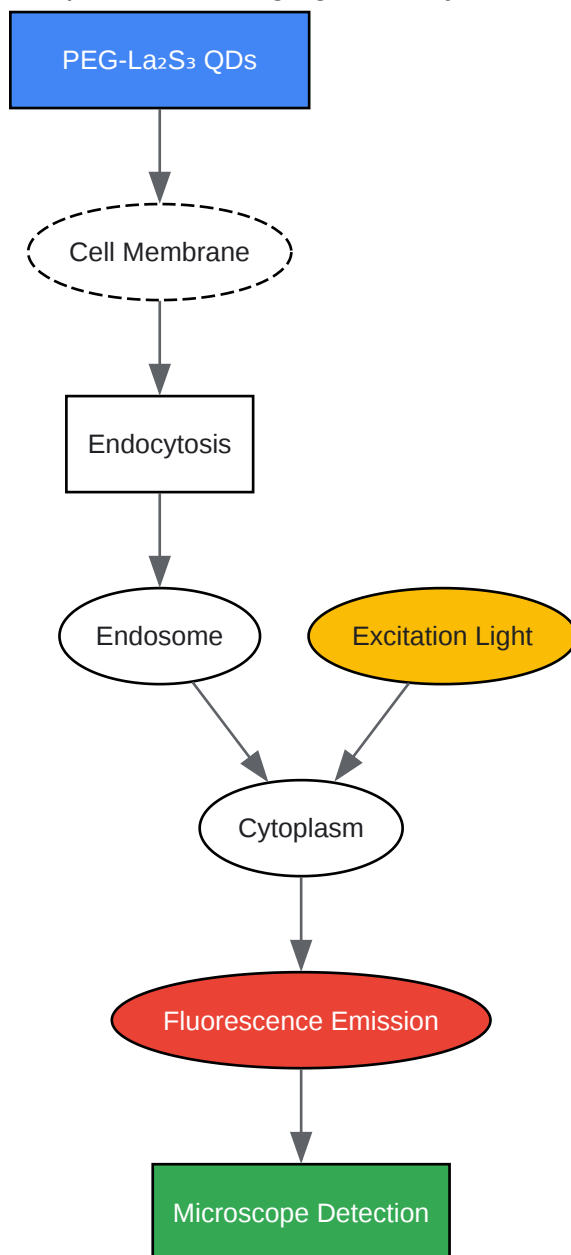 PEG-La₂S₃ QDs
Cell Membrane
Endocytosis
Endosome
Excitation Light
Cytoplasm
Fluorescence Emission
Microscope Detection